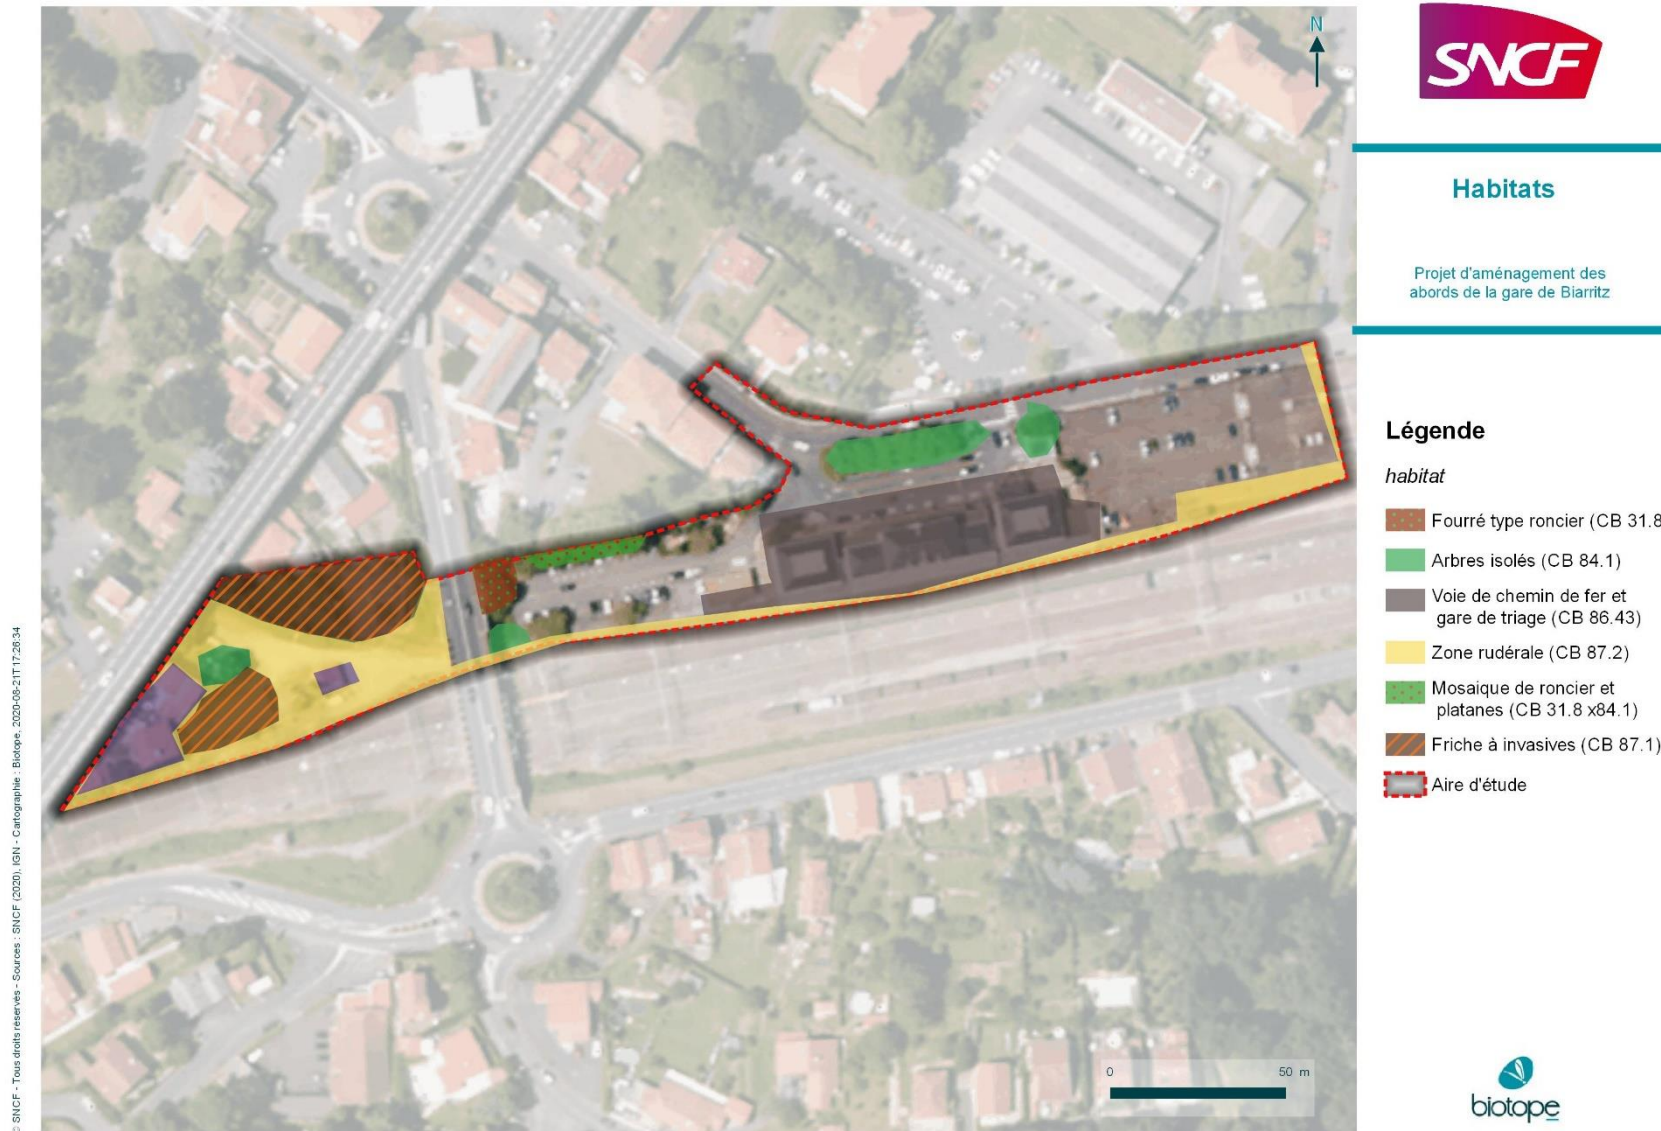 N
SNCF
Habitats
Projet d'aménagement des
abords de la gare de Biarritz
Légende
habitat
Fourré type roncier (CB 31.8
Arbres isolés (CB 84.1)
Voie de chemin de fer et
gare de triage (CB 86.43)
Zone rudérale (CB 87.2)
Mosaique de roncier et
platanes (CB 31.8 x84.1)
Friche à invasives (CB 87.1)
Aire d'étude
0 50 m
biotope
© SNCF - Tous droits réservés - Sources : SNCF (2020), IGN - Cartographie : Biotope, 2020-08-21T17:26:34